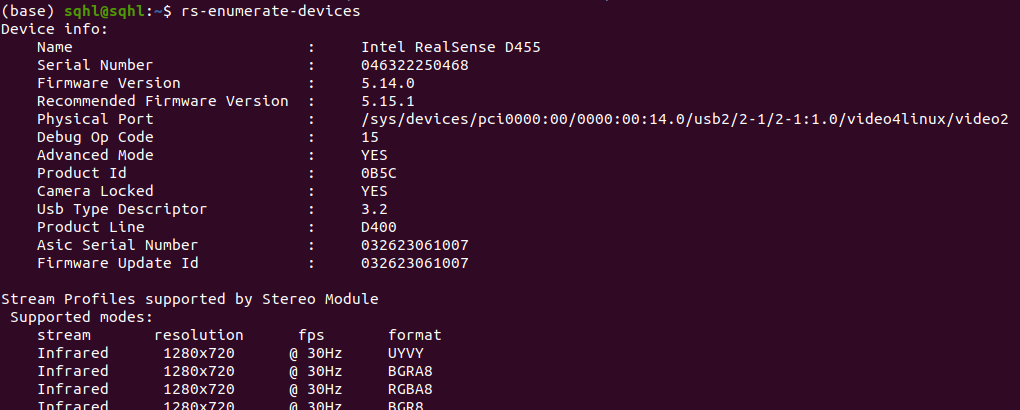 (base) sqhl@sqhl:~$ rs-enumerate-devices
Device info:
Name : Intel RealSense D455
Serial Number : 046322250468
Firmware Version : 5.14.0
Recommended Firmware Version : 5.15.1
Physical Port : /sys/devices/pci0000:00/0000:00:14.0/usb2/2-1/2-1:1.0/video4linux/video2
Debug Op Code : 15
Advanced Mode : YES
Product Id : 0B5C
Camera Locked : YES
Usb Type Descriptor : 3.2
Product Line : D400
Asic Serial Number : 032623061007
Firmware Update Id : 032623061007
Stream Profiles supported by Stereo Module
Supported modes:
stream resolution fps format
Infrared 1280x720 @ 30Hz UYVY
Infrared 1280x720 @ 30Hz BGRA8
Infrared 1280x720 @ 30Hz RGBA8
Infrared 1280x720 @ 30Hz BGR8